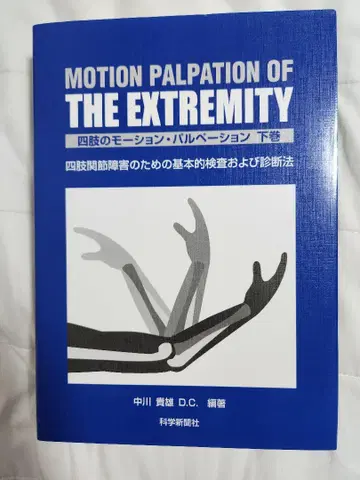 MOTION PALPATION OF
THE EXTREMITY
四肢のモーション・パルペーション 下巻
四肢関節障害のための基本的検査および診断法
中川 貴雄 D.C. 編著
科学新聞社